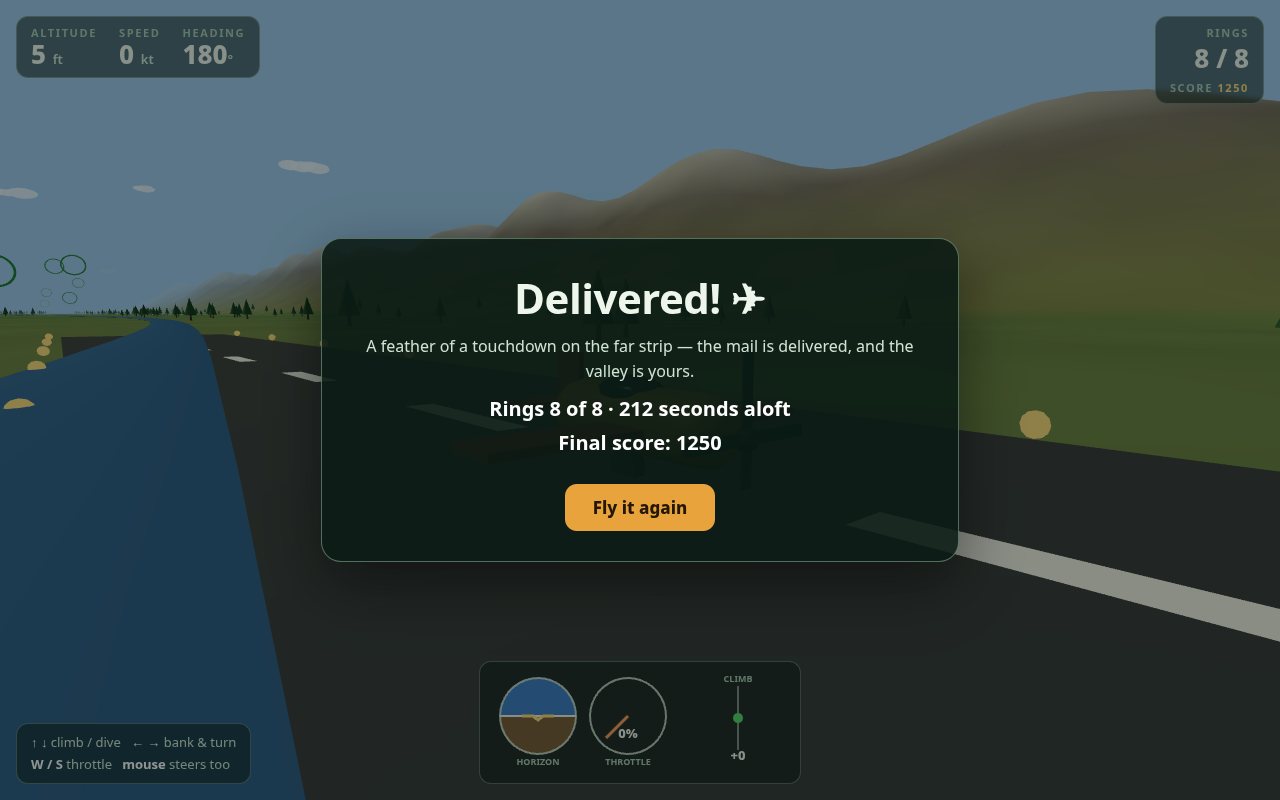 ALTITUDE SPEED HEADING
5 ft 0 kt 180°
RINGS
8 / 8
SCORE 1250
Delivered! ✈
A feather of a touchdown on the far strip — the mail is delivered, and the
valley is yours.
Rings 8 of 8 · 212 seconds aloft
Final score: 1250
Fly it again
↑ ↓ climb / dive ← → bank & turn
W / S throttle mouse steers too
HORIZON
0%
THROTTLE
CLIMB
+0